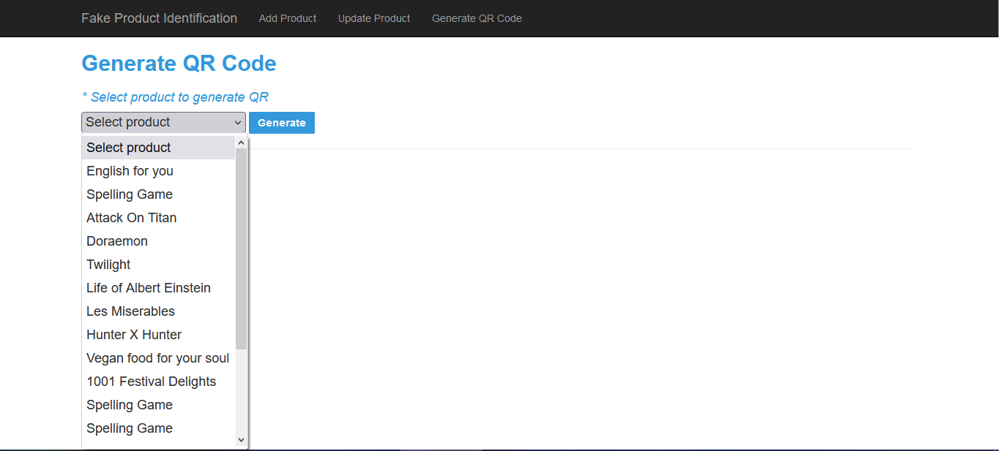 Fake Product Identification Add Product Update Product Generate QR Code
Generate QR Code
* Select product to generate QR
Select product Generate
Select product
English for you
Spelling Game
Attack On Titan
Doraemon
Twilight
Life of Albert Einstein
Les Miserables
Hunter X Hunter
Vegan food for your soul
1001 Festival Delights
Spelling Game
Spelling Game